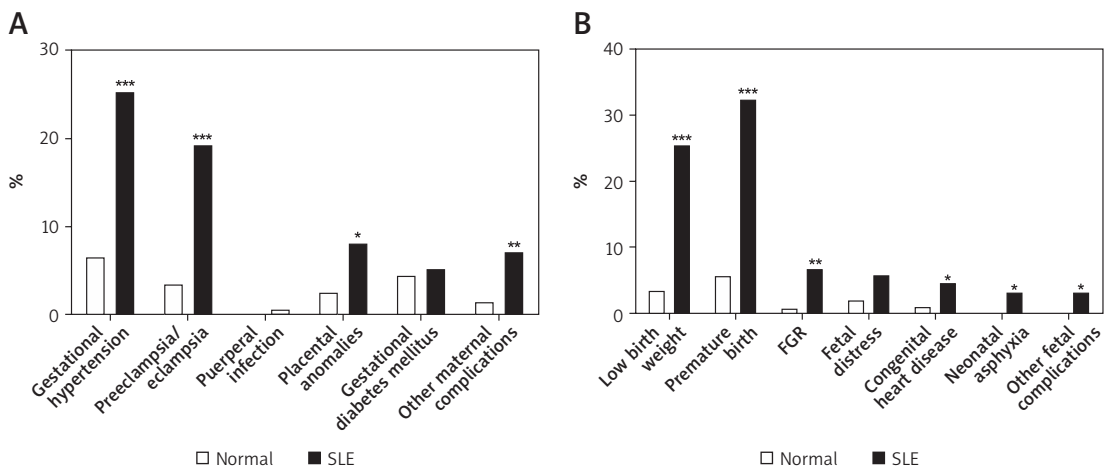 A
30
20
10
0
%
***
***
*
**
Gestational
hypertension
Preeclampsia/
eclampsia
Puerperal
infection
Placental
anomalies
Gestational
diabetes mellitus
Other maternal
complications
Normal SLE
B
40
30
20
10
0
%
***
***
**
*
*
*
Low birth
weight
Premature
birth
FGR
Fetal
distress
Congenital
heart disease
Neonatal
asphyxia
Other fetal
complications
Normal SLE